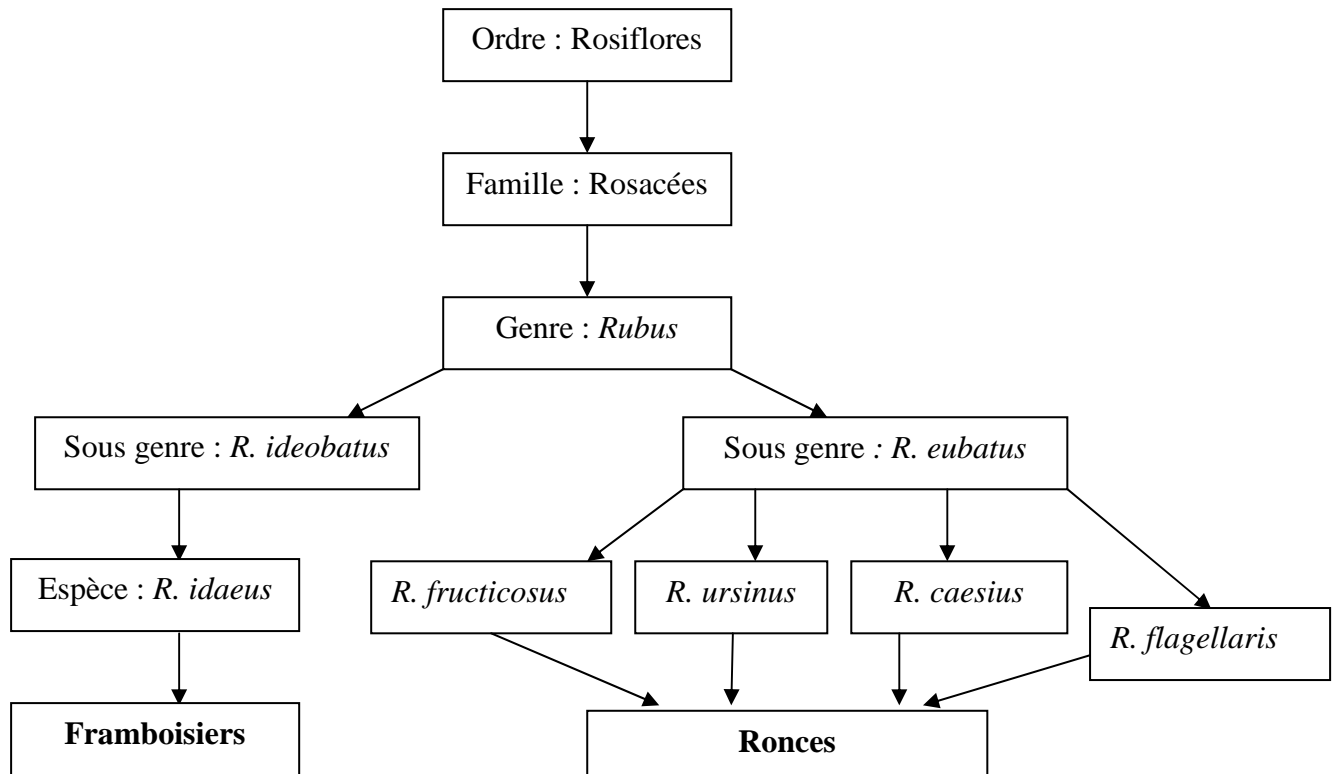 Ordre : Rosiflores
Famille : Rosacées
Genre : Rubus
Sous genre : R. ideobatus
Sous genre : R. eubatus
Espèce : R. idaeus
R. fructicosus
R. ursinus
R. caesius
R. flagellaris
Framboisiers
Ronces